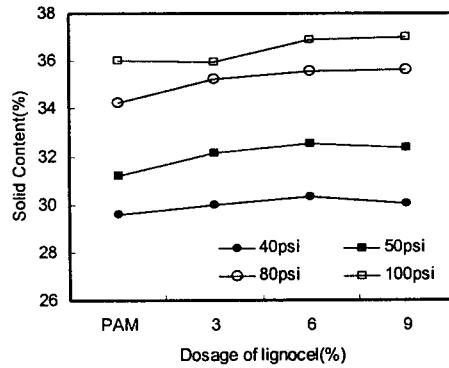 38
36
34
32
30
28
26
Solid Content(%)
40psi
50psi
80psi
100psi
PAM
3
6
9
Dosage of lignocel(%)